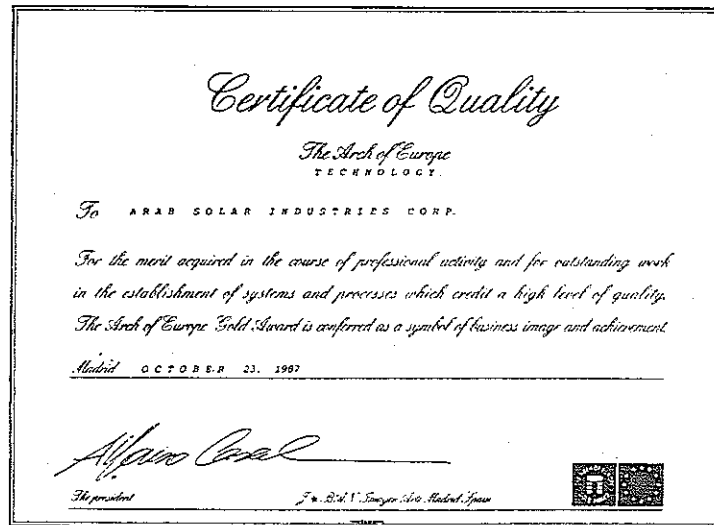 Certificate of Quality
The Arch of Europe
TECHNOLOGY
To ARAB SOLAR INDUSTRIES CORP.
For the merit acquired in the course of professional activity and for outstanding work
in the establishment of systems and processes which credit a high level of quality.
The Arch of Europe Gold Award is conferred as a symbol of business image and achievement.
Madrid OCTOBER 23. 1987
The president
Madrid, Spain